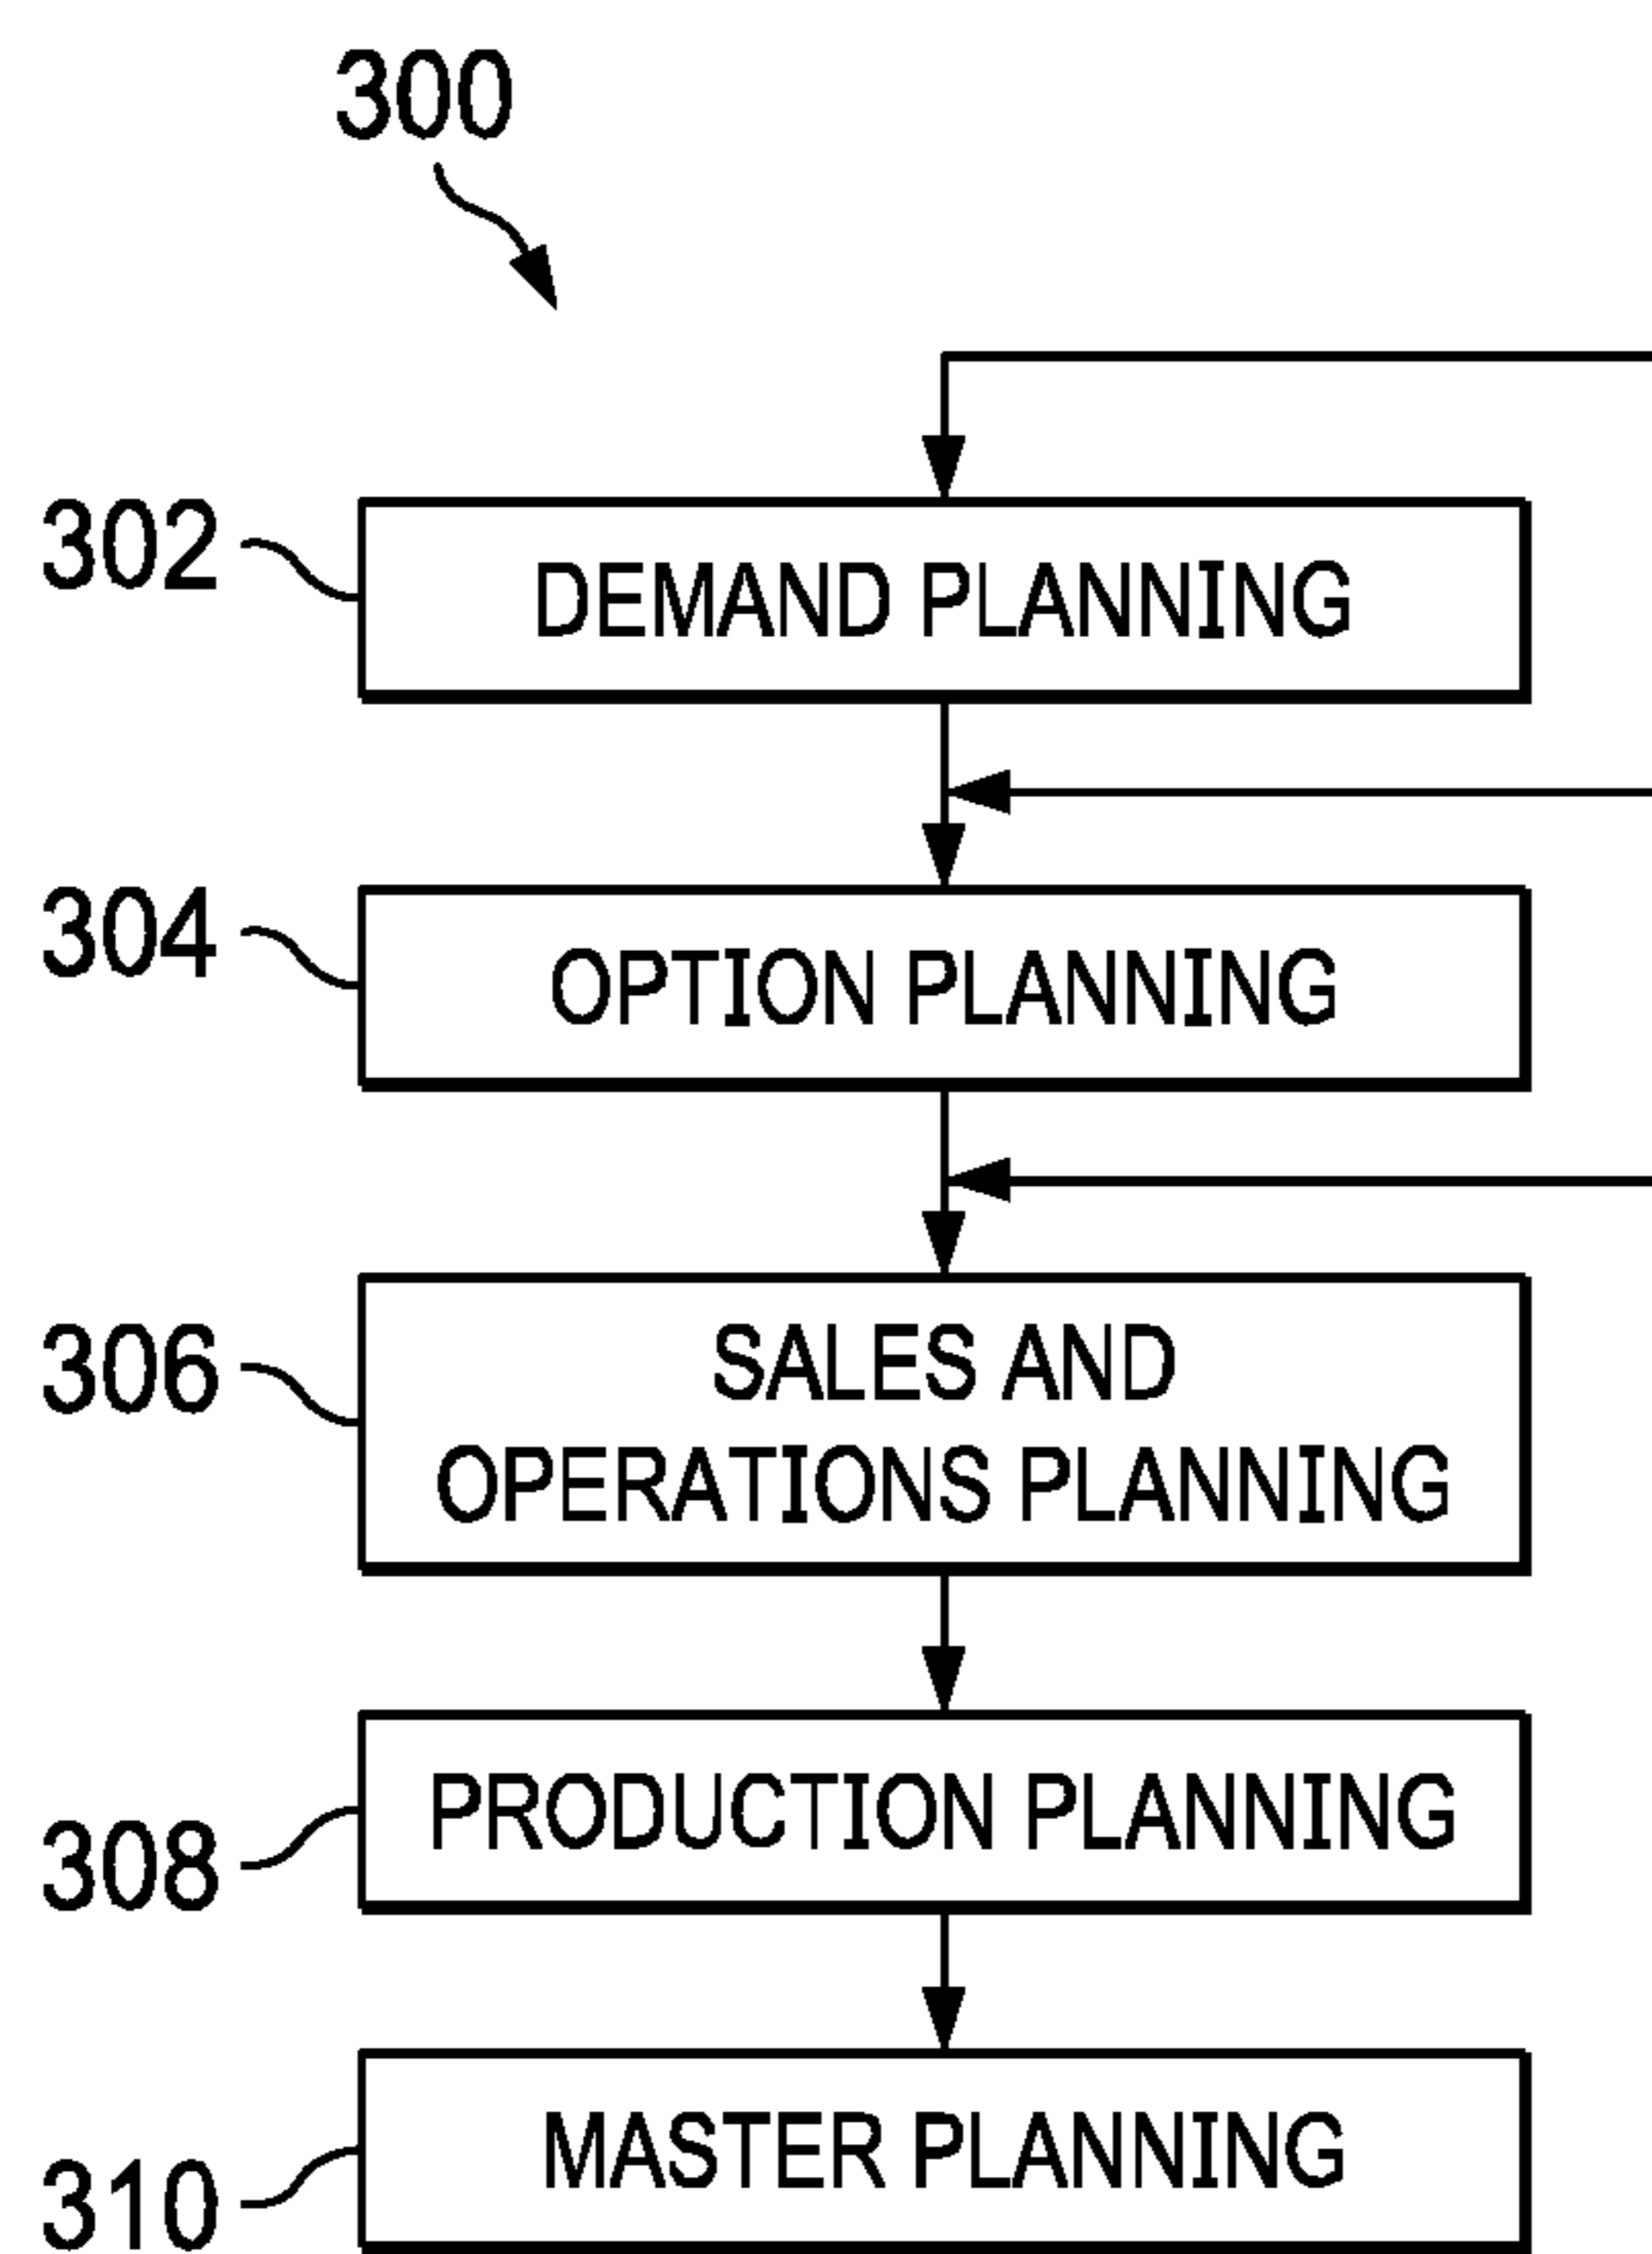 300
302
DEMAND PLANNING
304
OPTION PLANNING
306
SALES AND
OPERATIONS PLANNING
308
PRODUCTION PLANNING
310
MASTER PLANNING